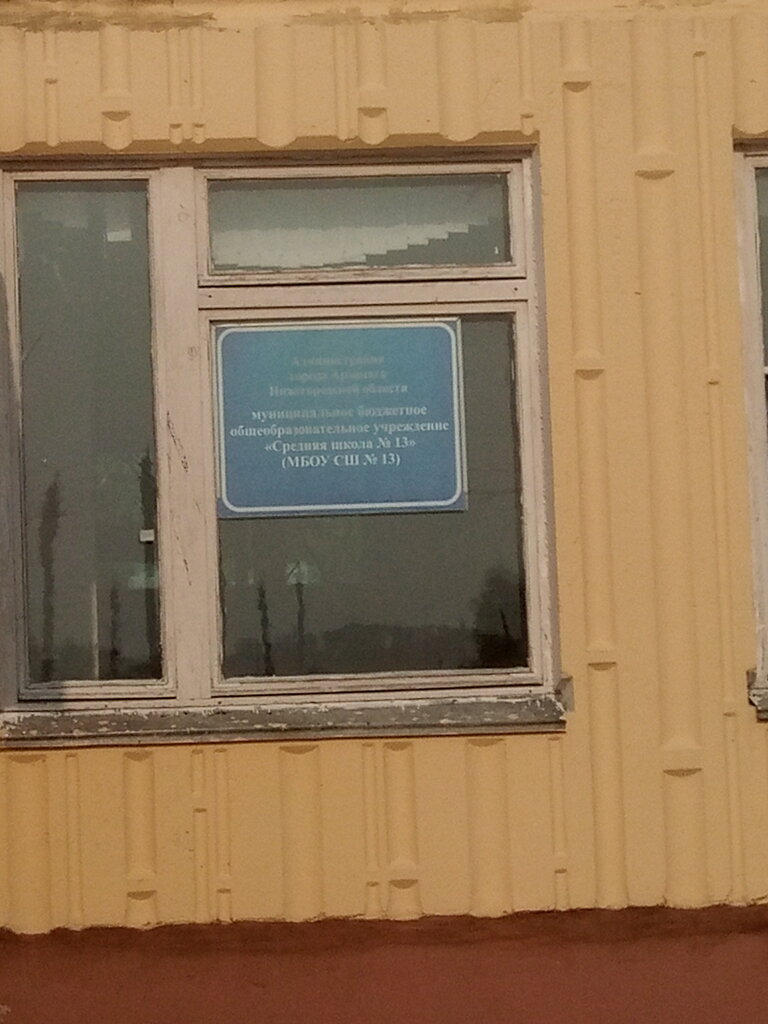 Администрация
города Арзамаса
Нижегородской области
муниципальное бюджетное
общеобразовательное учреждение
«Средняя школа № 13»
(МБОУ СШ № 13)